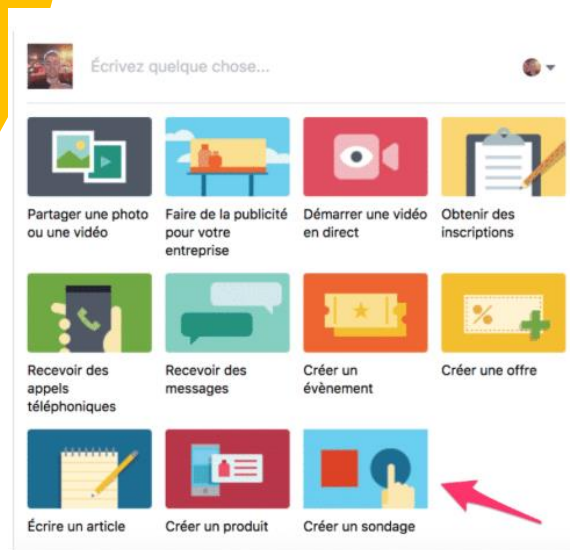 Écrivez quelque chose...
Partager une photo
ou une vidéo
Faire de la publicité
pour votre
entreprise
Démarrer une vidéo
en direct
Obtenir des
inscriptions
Recevoir des
appels
téléphoniques
Recevoir des
messages
Créer un
évènement
%
Créer une offre
Écrire un article
Créer un produit
Créer un sondage